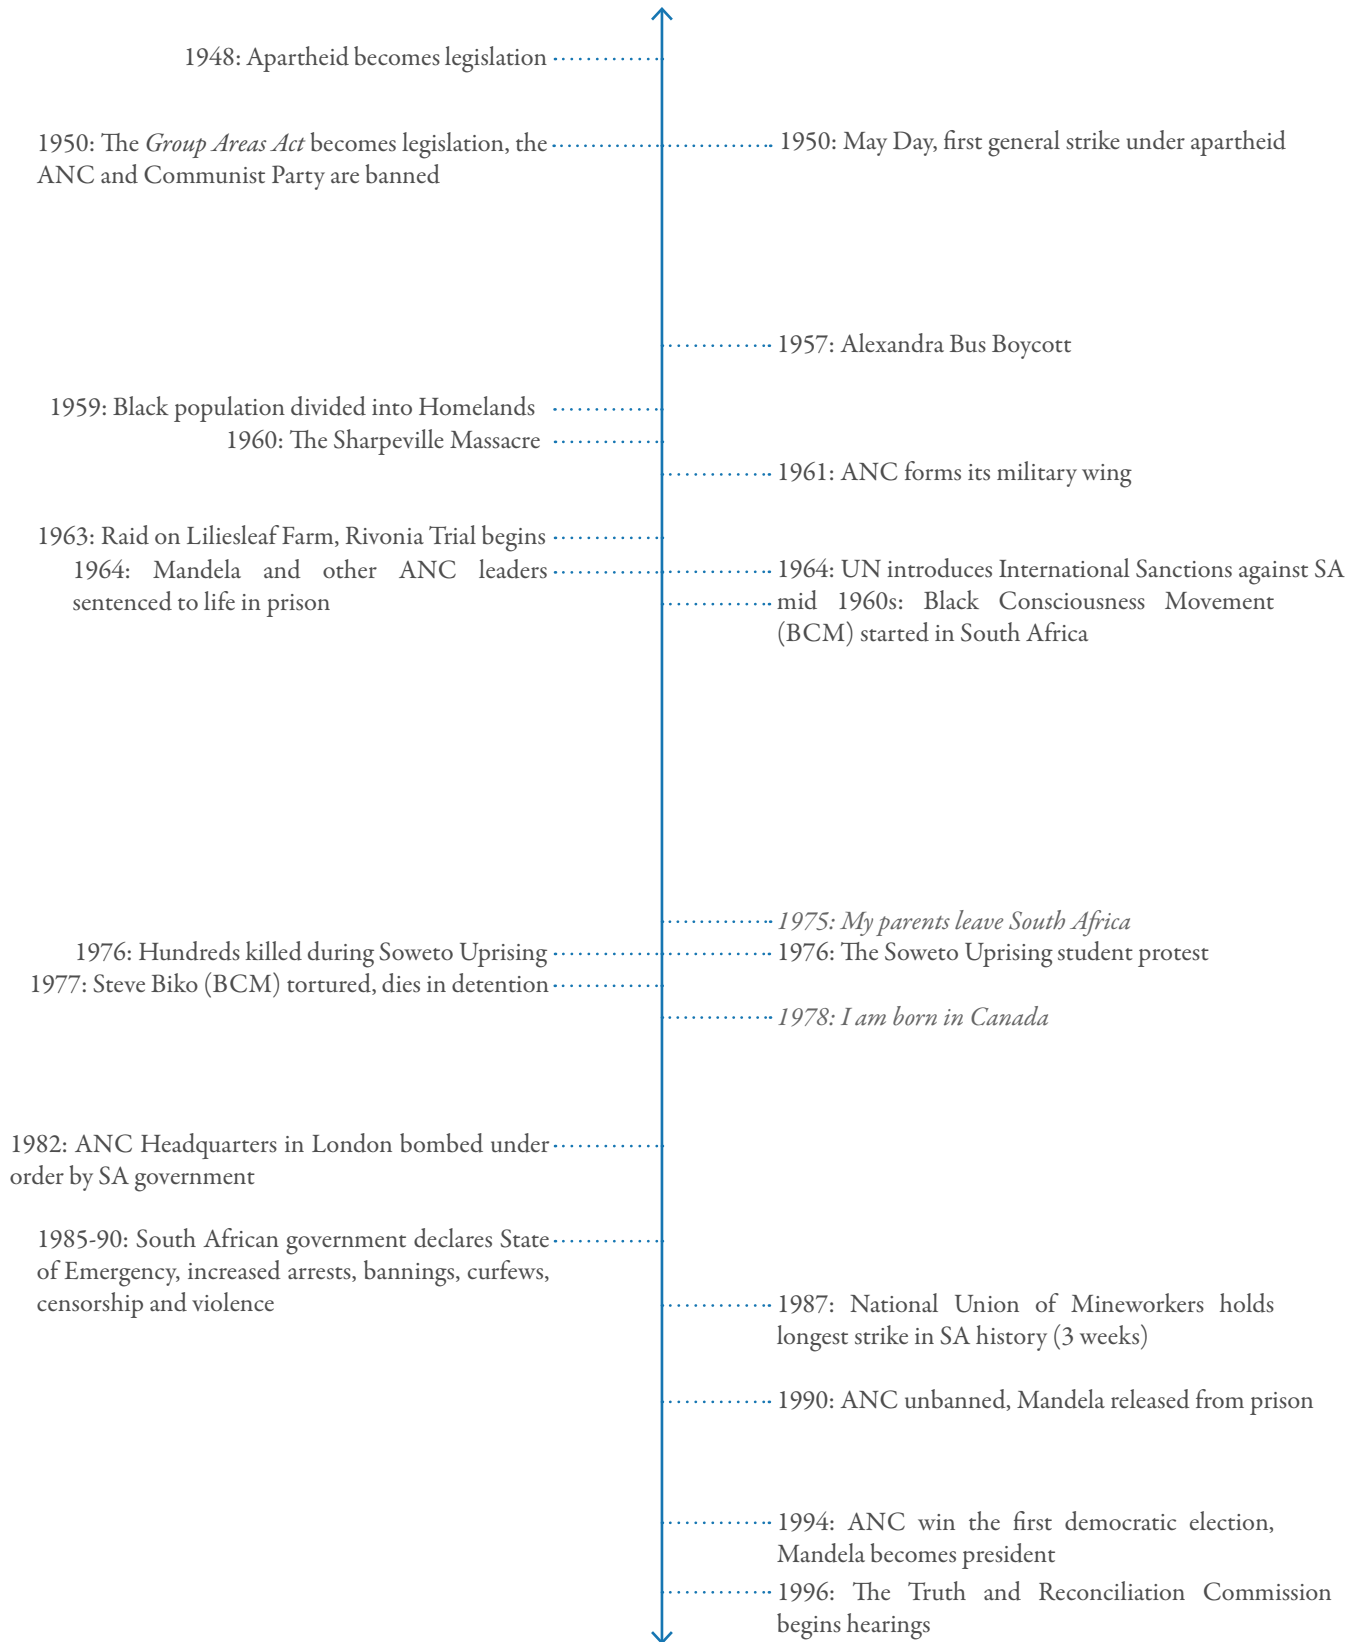 1948: Apartheid becomes legislation
1950: The Group Areas Act becomes legislation, the
ANC and Communist Party are banned
1950: May Day, first general strike under apartheid
1957: Alexandra Bus Boycott
1959: Black population divided into Homelands
1960: The Sharpeville Massacre
1961: ANC forms its military wing
1963: Raid on Liliesleaf Farm, Rivonia Trial begins
1964: Mandela and other ANC leaders
sentenced to life in prison
1964: UN introduces International Sanctions against SA
mid 1960s: Black Consciousness Movement
(BCM) started in South Africa
1975: My parents leave South Africa
1976: Hundreds killed during Soweto Uprising
1976: The Soweto Uprising student protest
1977: Steve Biko (BCM) tortured, dies in detention
1978: I am born in Canada
1982: ANC Headquarters in London bombed under
order by SA government
1985-90: South African government declares State
of Emergency, increased arrests, bannings, curfews,
censorship and violence
1987: National Union of Mineworkers holds
longest strike in SA history (3 weeks)
1990: ANC unbanned, Mandela released from prison
1994: ANC win the first democratic election,
Mandela becomes president
1996: The Truth and Reconciliation Commission
begins hearings